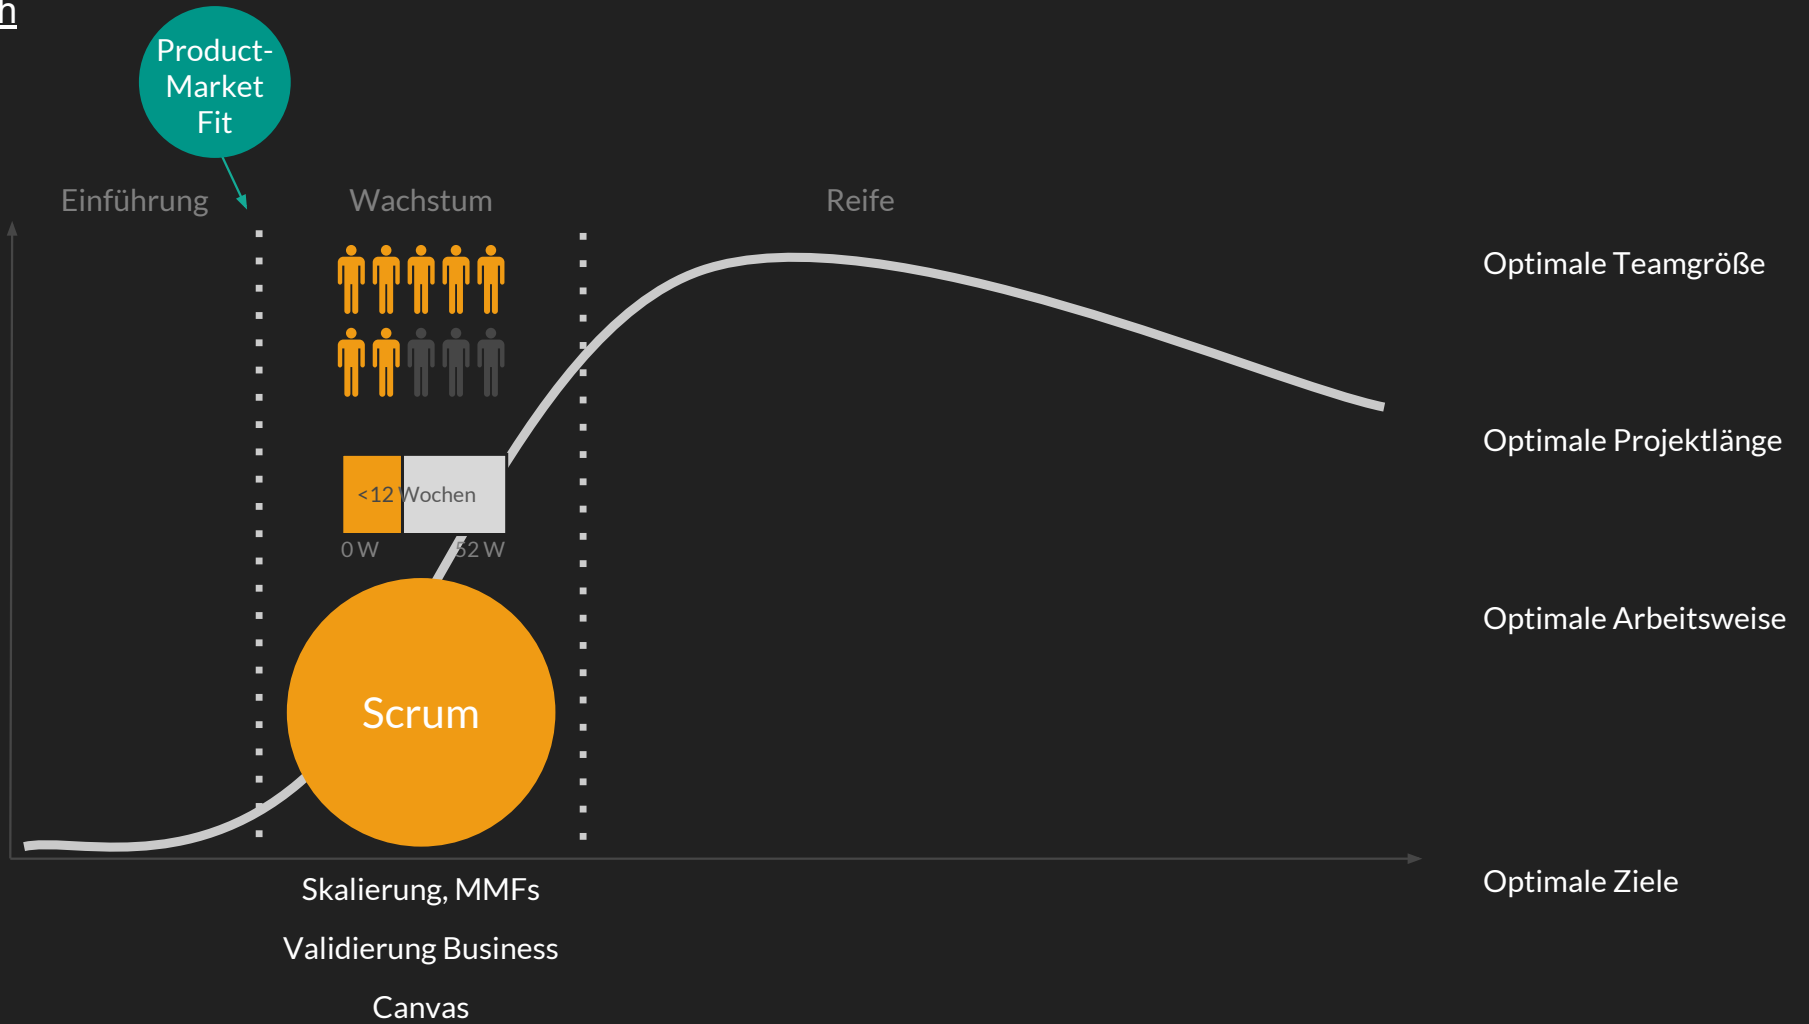 h
Product-
Market
Fit
Einführung
Wachstum
Reife
Optimale Teamgröße
Optimale Projektlänge
<12 Wochen
0 W
52 W
Optimale Arbeitsweise
Scrum
Optimale Ziele
Skalierung, MMFs
Validierung Business
Canvas